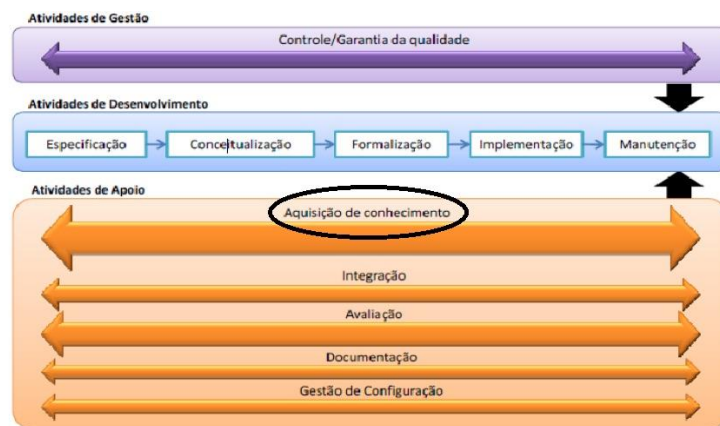 Atividades de Gestão
Controle/Garantia da qualidade
Atividades de Desenvolvimento
Especificação
Conceitualização
Formalização
Implementação
Manutenção
Atividades de Apoio
Aquisição de conhecimento
Integração
Avaliação
Documentação
Gestão de Configuração